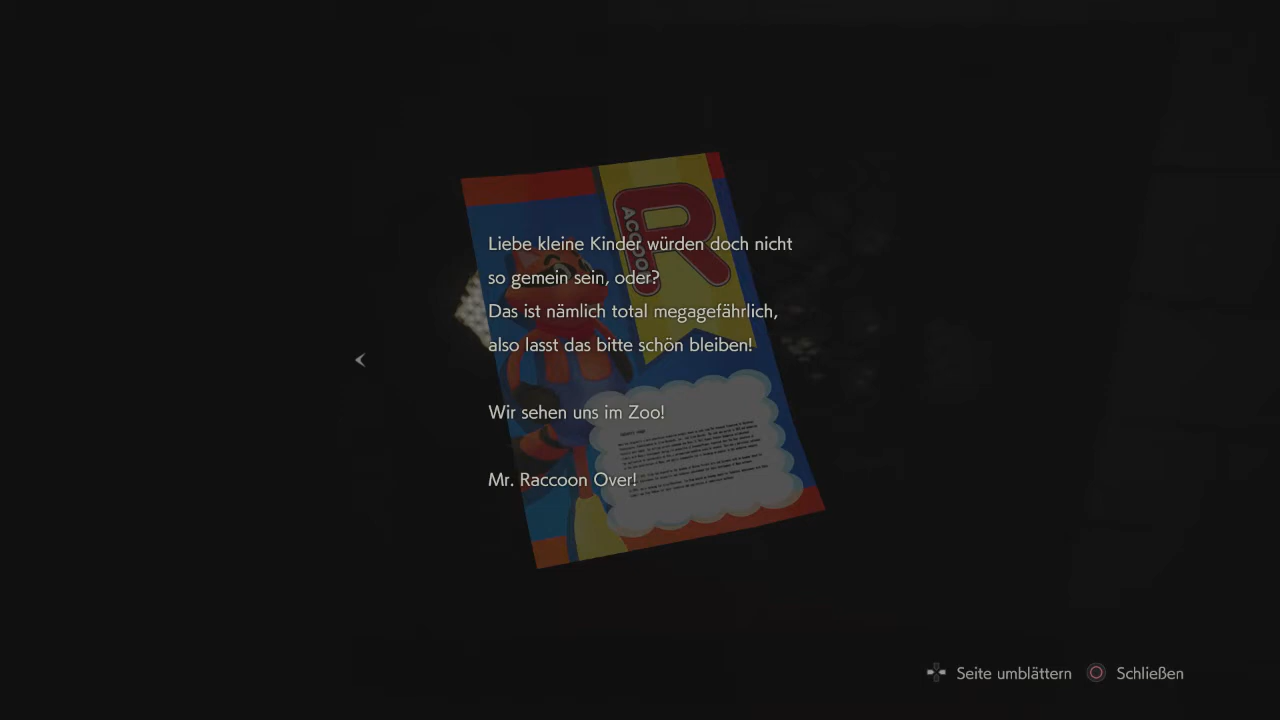 R
ACCOON
Liebe kleine Kinder würden doch nicht
so gemein sein, oder?
Das ist nämlich total megagefährlich,
also lasst das bitte schön bleiben!
Wir sehen uns im Zoo!
Mr. Raccoon Over!
Seite umblättern
Schließen